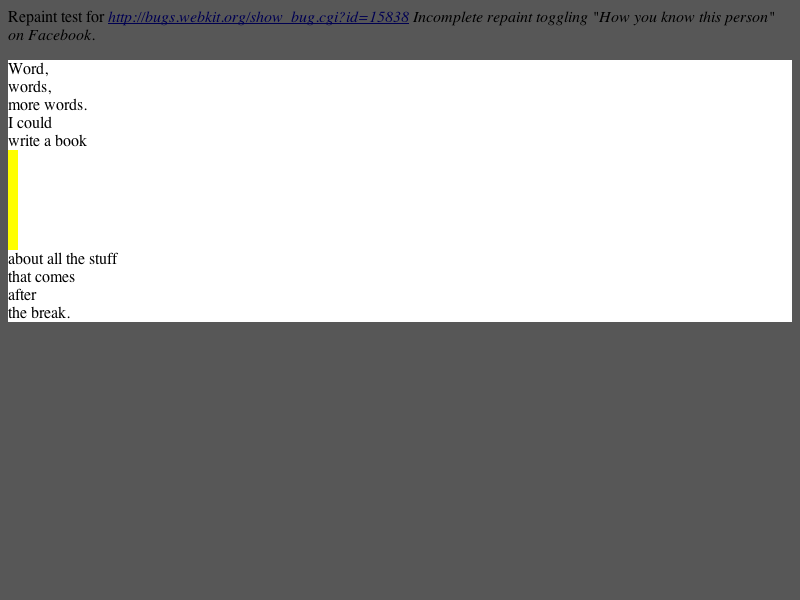 Repaint test for http://bugs.webkit.org/show_bug.cgi?id=15838 Incomplete repaint toggling "How you know this person"
on Facebook.
Word,
words,
more words.
I could
write a book
about all the stuff
that comes
after
the break.